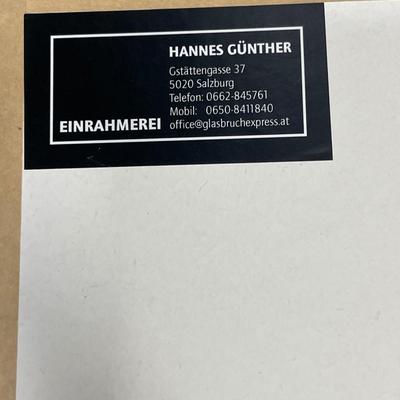 HANNES GÜNTHER
Gstättengasse 37
5020 Salzburg
Telefon: 0662-845761
Mobil: 0650-8411840
EINRAHMEREI office@glasbruchexpress.at